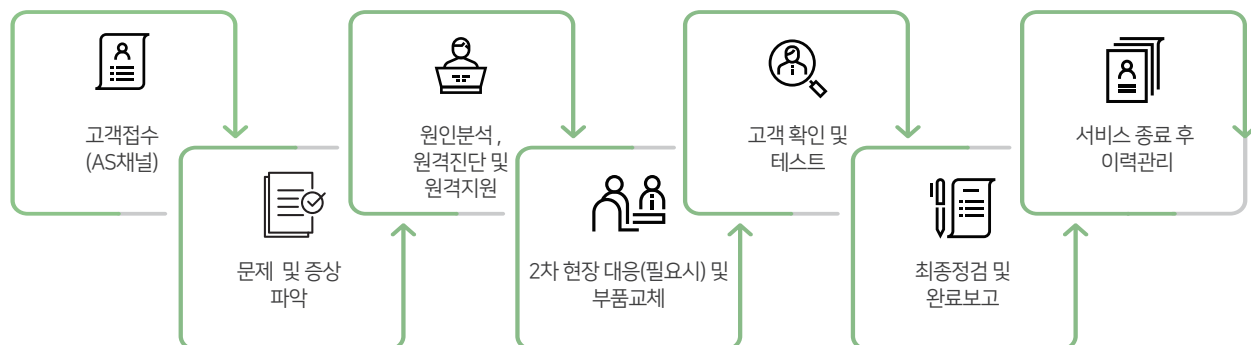 고객접수
(AS채널)
문제 및 증상
파악
원인분석 ,
원격진단 및
원격지원
2차 현장 대응(필요시) 및
부품교체
고객 확인 및
테스트
최종점검 및
완료보고
서비스 종료 후
이력관리